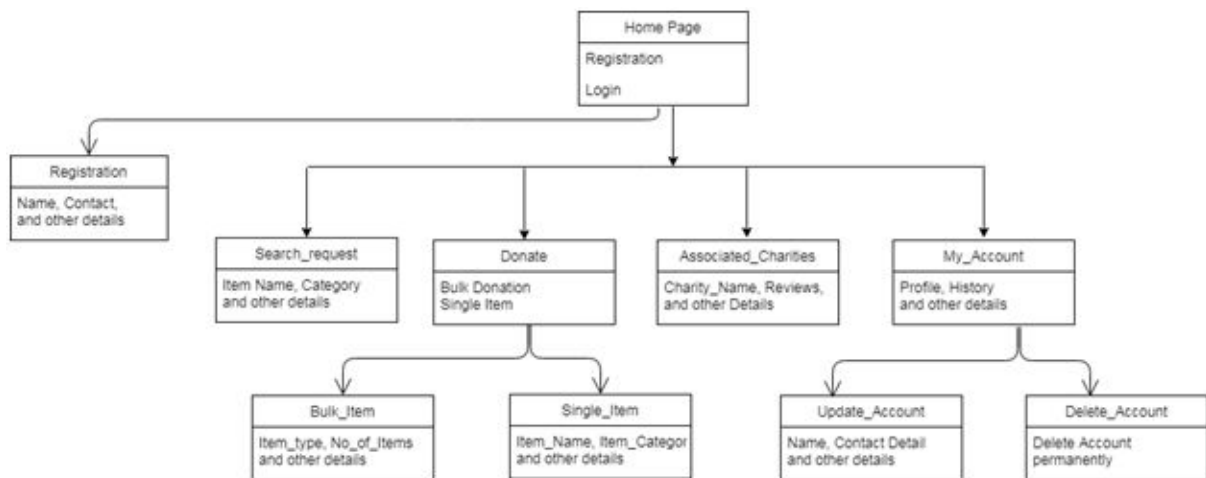 Home Page
Registration
Login
Registration
Name, Contact,
and other details
Search_request
Item Name, Category
and other details
Donate
Bulk Donation
Single Item
Associated_Charities
Charity_Name, Reviews,
and other Details
My_Account
Profile, History
and other details
Bulk_Item
Item_type, No_of_Items
and other details
Single_Item
Item_Name, Item_Categor
and other details
Update_Account
Name, Contact Detail
and other details
Delete_Account
Delete Account
permanently